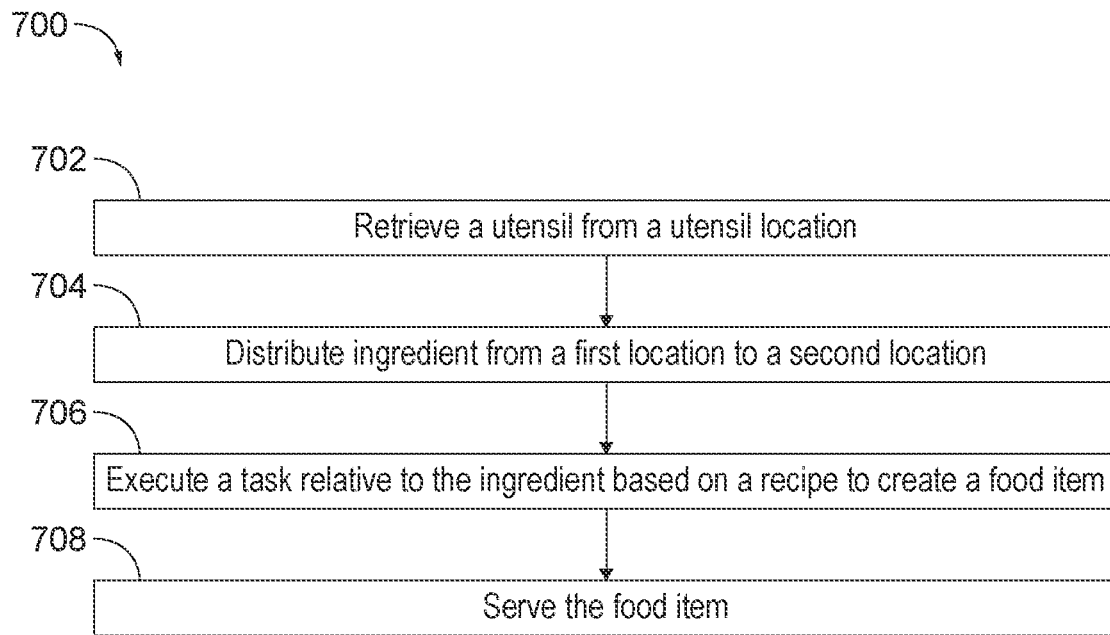 700
702
Retrieve a utensil from a utensil location
704
Distribute ingredient from a first location to a second location
706
Execute a task relative to the ingredient based on a recipe to create a food item
708
Serve the food item